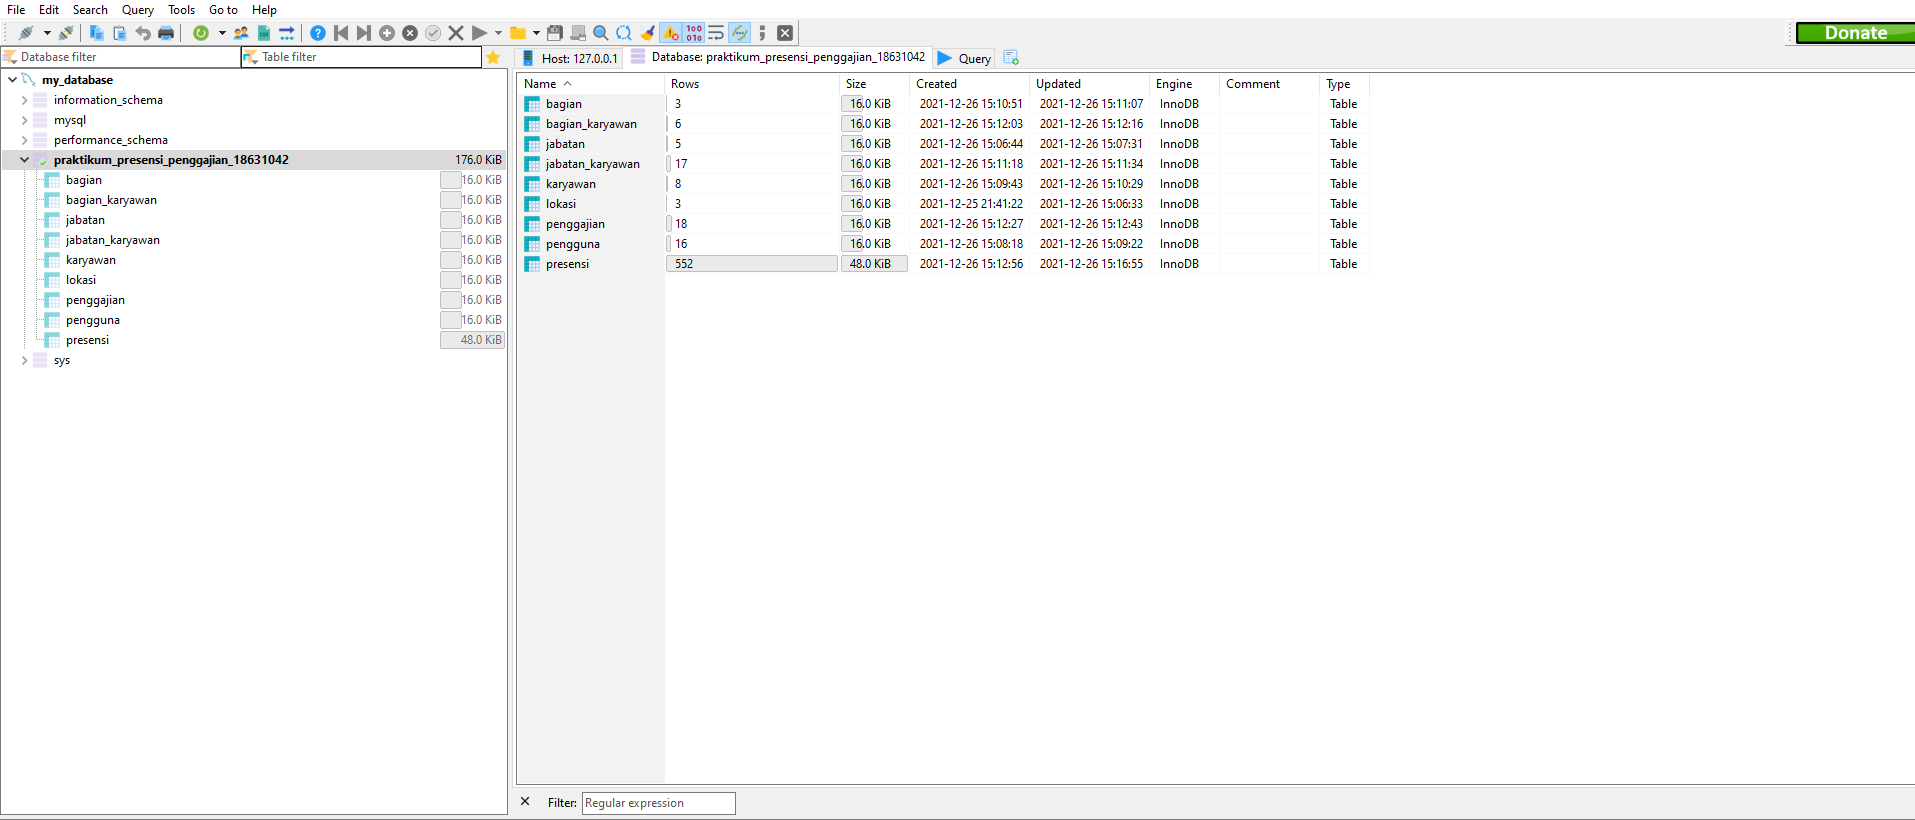 File Edit Search Query Tools Go to Help
Donate
Database filter Table filter
Host: 127.0.0.1 Database: praktikum_presensi_penggajian_18631042 Query
my_database
information_schema
mysql
performance_schema
praktikum_presensi_penggajian_18631042 176.0 KiB
bagian 16.0 KiB
bagian_karyawan 16.0 KiB
jabatan 16.0 KiB
jabatan_karyawan 16.0 KiB
karyawan 16.0 KiB
lokasi 16.0 KiB
penggajian 16.0 KiB
pengguna 16.0 KiB
presensi 48.0 KiB
sys
Name Rows Size Created Updated Engine Comment Type
bagian 3 16.0 KiB 2021-12-26 15:10:51 2021-12-26 15:11:07 InnoDB Table
bagian_karyawan 6 16.0 KiB 2021-12-26 15:12:03 2021-12-26 15:12:16 InnoDB Table
jabatan 5 16.0 KiB 2021-12-26 15:06:44 2021-12-26 15:07:31 InnoDB Table
jabatan_karyawan 17 16.0 KiB 2021-12-26 15:11:18 2021-12-26 15:11:34 InnoDB Table
karyawan 8 16.0 KiB 2021-12-26 15:09:43 2021-12-26 15:10:29 InnoDB Table
lokasi 3 16.0 KiB 2021-12-25 21:41:22 2021-12-26 15:06:33 InnoDB Table
penggajian 18 16.0 KiB 2021-12-26 15:12:27 2021-12-26 15:12:43 InnoDB Table
pengguna 16 16.0 KiB 2021-12-26 15:08:18 2021-12-26 15:09:22 InnoDB Table
presensi 552 48.0 KiB 2021-12-26 15:12:56 2021-12-26 15:16:55 InnoDB Table
Filter: Regular expression